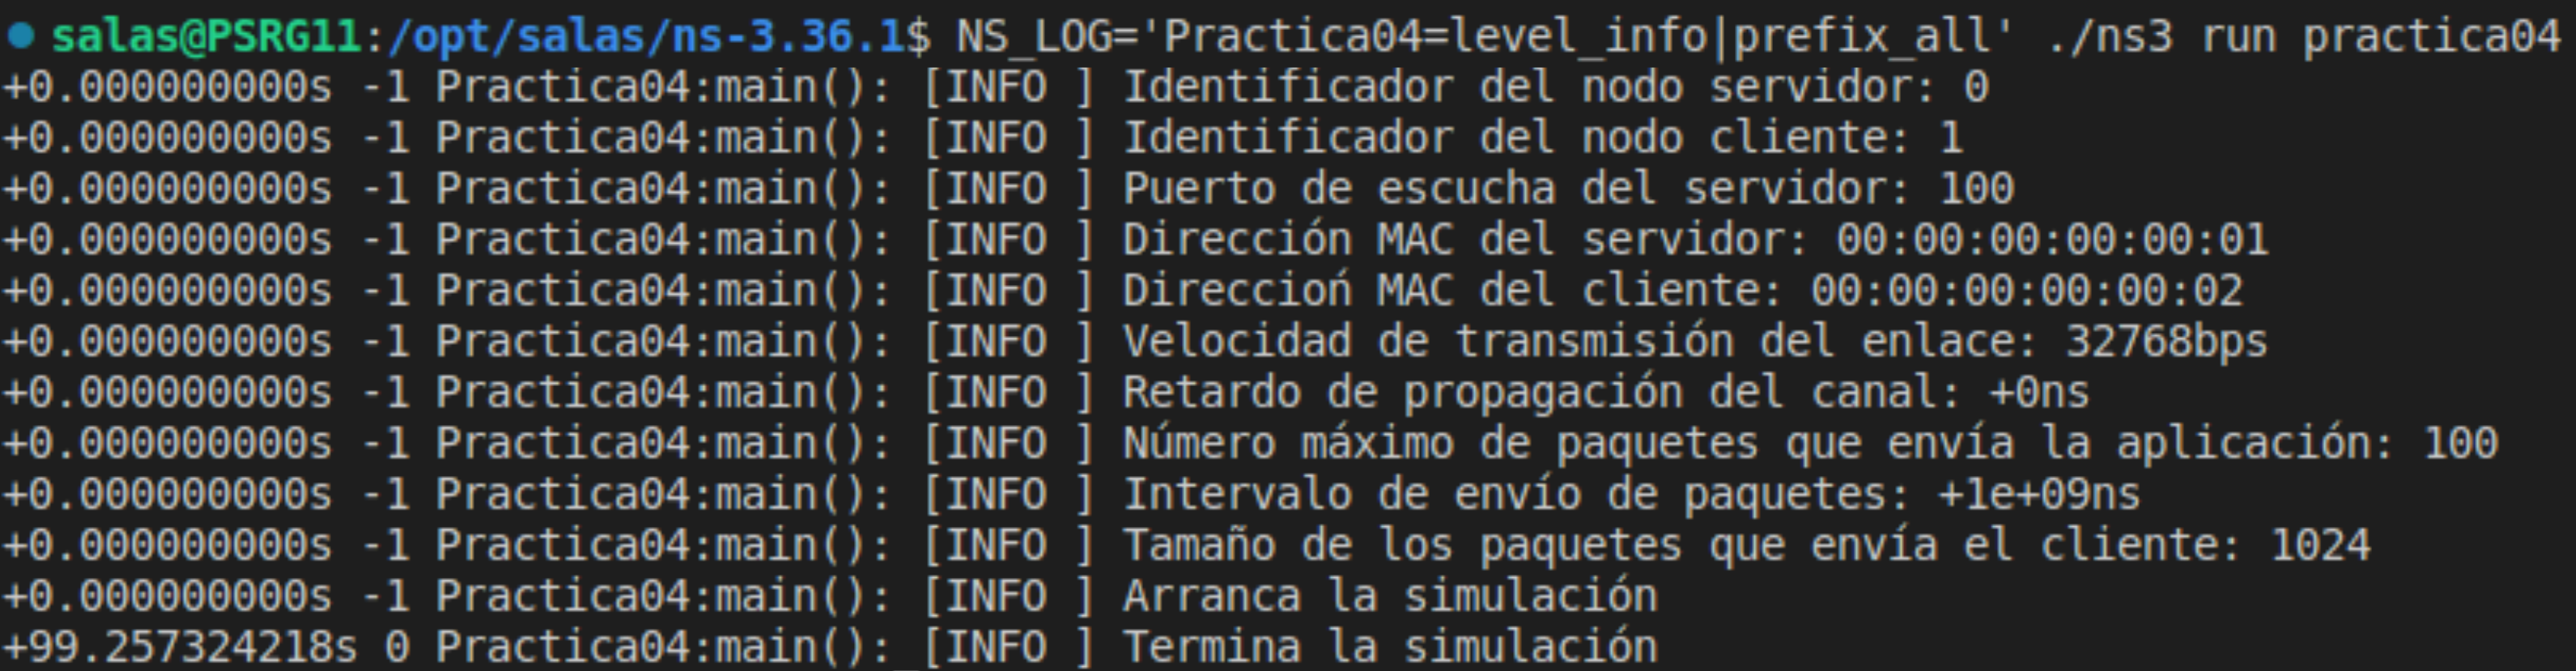 salas@PSRG11:/opt/salas/ns-3.36.1$ NS_LOG='Practica04=level_info|prefix_all' ./ns3 run practica04
+0.000000000s -1 Practica04:main(): [INFO ] Identificador del nodo servidor: 0
+0.000000000s -1 Practica04:main(): [INFO ] Identificador del nodo cliente: 1
+0.000000000s -1 Practica04:main(): [INFO ] Puerto de escucha del servidor: 100
+0.000000000s -1 Practica04:main(): [INFO ] Dirección MAC del servidor: 00:00:00:00:00:01
+0.000000000s -1 Practica04:main(): [INFO ] Direccioń MAC del cliente: 00:00:00:00:00:02
+0.000000000s -1 Practica04:main(): [INFO ] Velocidad de transmisión del enlace: 32768bps
+0.000000000s -1 Practica04:main(): [INFO ] Retardo de propagación del canal: +0ns
+0.000000000s -1 Practica04:main(): [INFO ] Número máximo de paquetes que envía la aplicación: 100
+0.000000000s -1 Practica04:main(): [INFO ] Intervalo de envío de paquetes: +1e+09ns
+0.000000000s -1 Practica04:main(): [INFO ] Tamaño de los paquetes que envía el cliente: 1024
+0.000000000s -1 Practica04:main(): [INFO ] Arranca la simulación
+99.257324218s 0 Practica04:main(): [INFO ] Termina la simulación